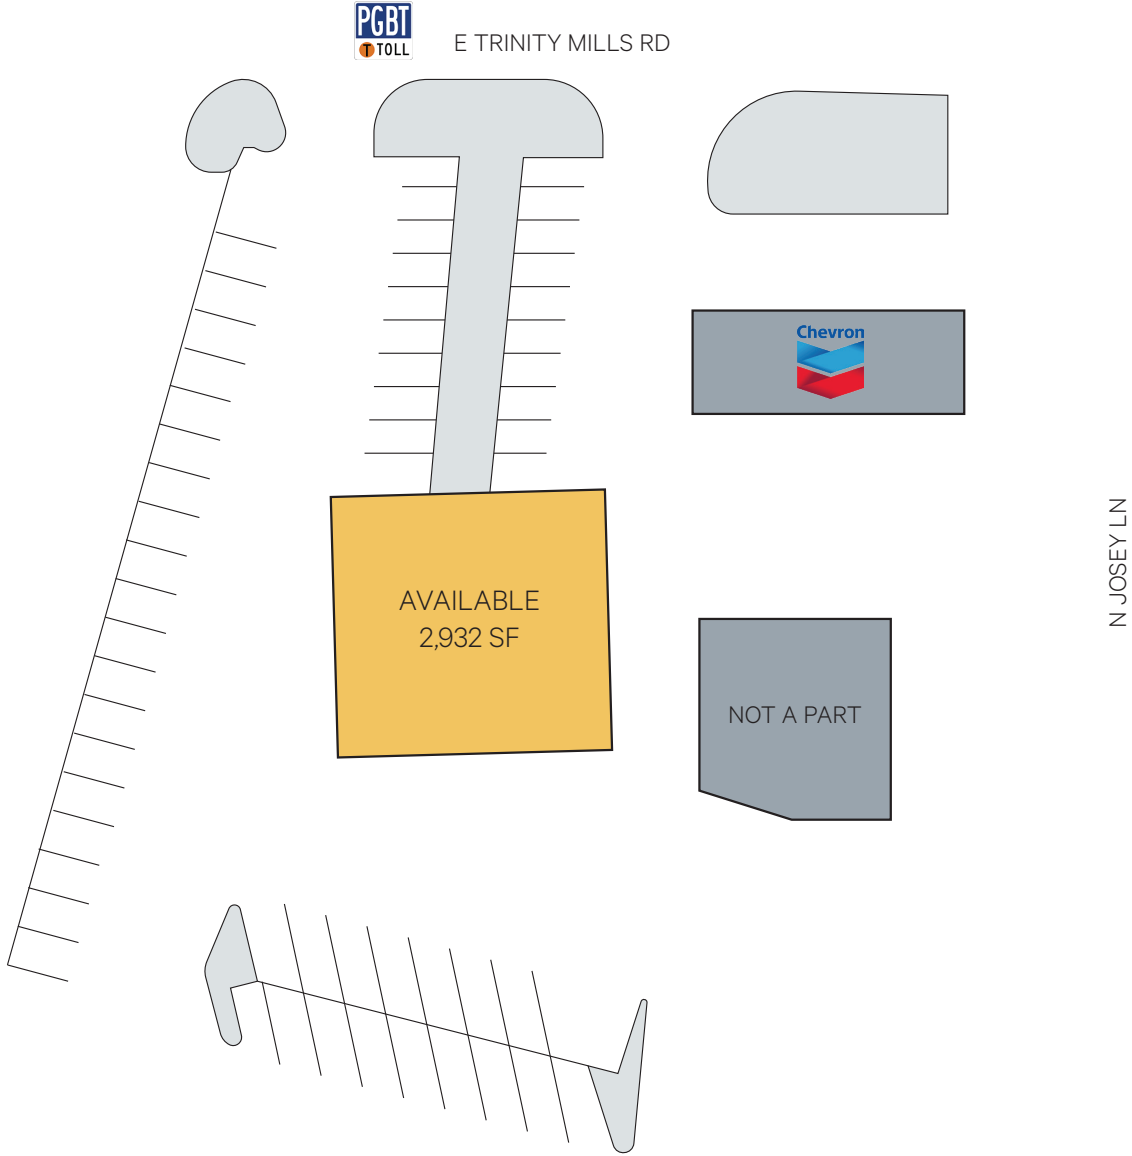 PGBT
T TOLL
E TRINITY MILLS RD
Chevron
N JOSEY LN
AVAILABLE
2,932 SF
NOT A PART